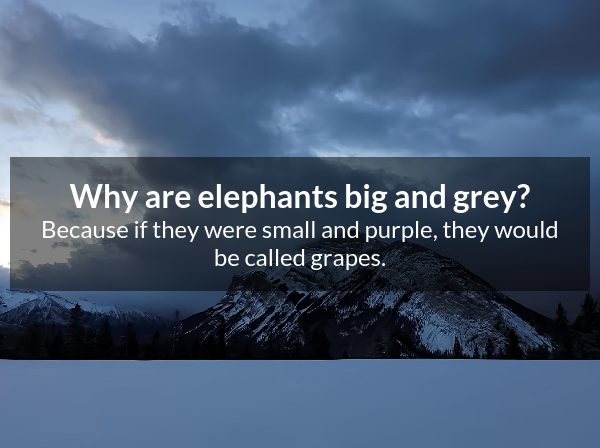 Why are elephants big and grey?
Because if they were small and purple, they would
be called grapes.